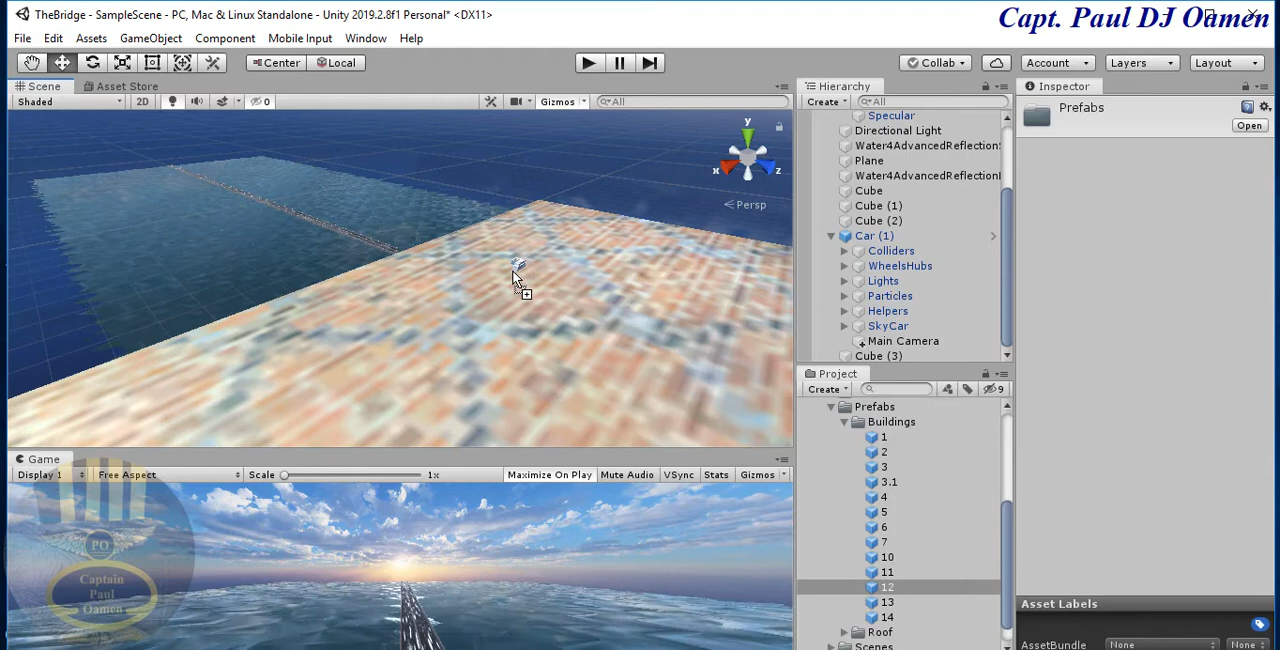 TheBridge - SampleScene - PC, Mac & Linux Standalone - Unity 2019.2.8f1 Personal* <DX11>
Capt. Paul DJ Oamen
File Edit Assets GameObject Component Mobile Input Window Help
Center Local Collab Account Layers Layout
Scene Asset Store
Shaded 2D 0 Gizmos All
y
x z
Persp
Hierarchy
Create All
Specular
Directional Light
Water4AdvancedReflection
Plane
Water4AdvancedReflection
Cube
Cube (1)
Cube (2)
Car (1)
Colliders
WheelsHubs
Lights
Particles
Helpers
SkyCar
Main Camera
Cube (3)
Inspector
Prefabs
Open
Project
Create 9
Prefabs
Buildings
1
2
3
3.1
4
5
6
7
10
11
12
13
14
Roof
Scenes
Game
Display 1 Free Aspect Scale 1x Maximize On Play Mute Audio VSync Stats Gizmos
PO
Captain
Paul
Oamen
Asset Labels
AssetBundle None None